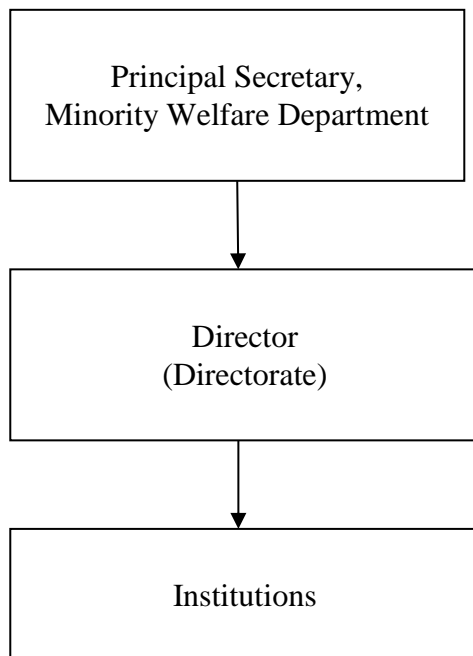 Principal Secretary,
Minority Welfare Department
Director
(Directorate)
Institutions